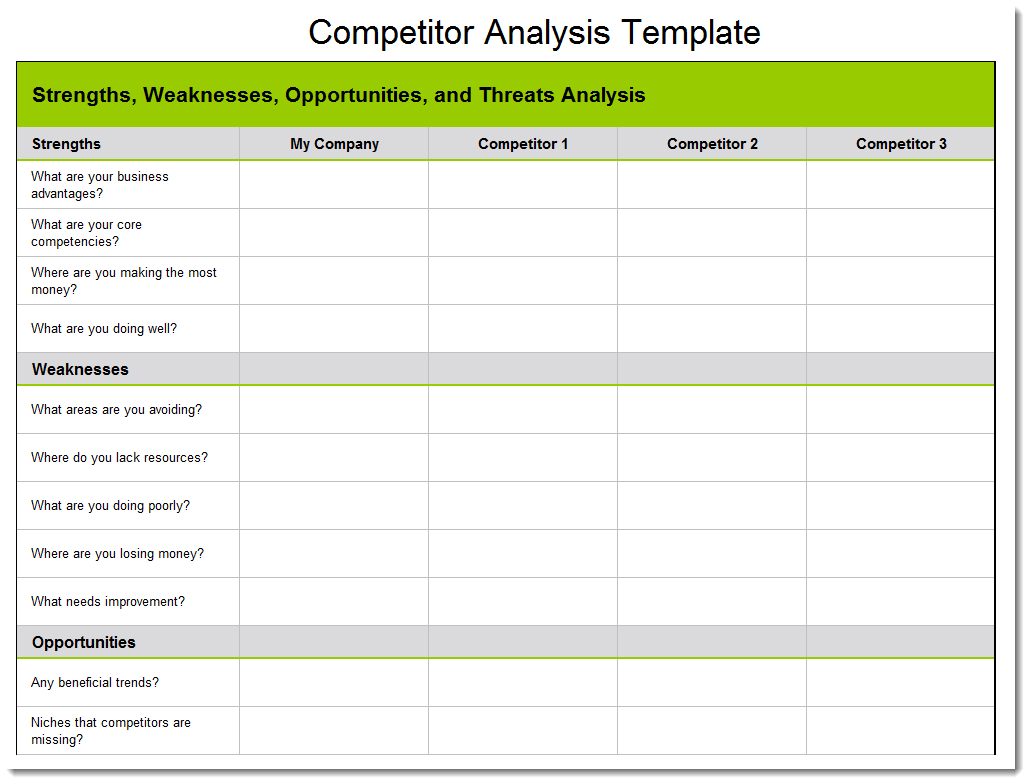 Competitor Analysis Template
Strengths, Weaknesses, Opportunities, and Threats Analysis
Strengths My Company Competitor 1 Competitor 2 Competitor 3
What are your business
advantages?
What are your core
competencies?
Where are you making the most
money?
What are you doing well?
Weaknesses
What areas are you avoiding?
Where do you lack resources?
What are you doing poorly?
Where are you losing money?
What needs improvement?
Opportunities
Any beneficial trends?
Niches that competitors are
missing?